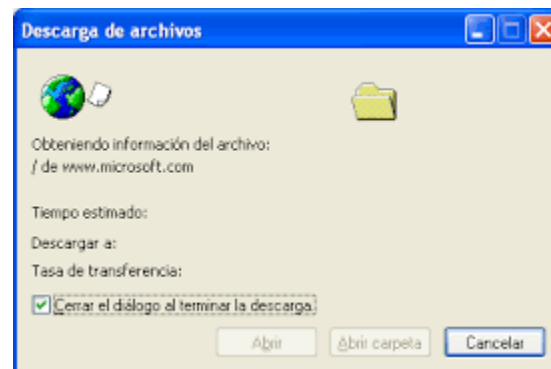 Descarga de archivos
Obteniendo información del archivo:
/ de www.microsoft.com
Tiempo estimado:
Descargar a:
Tasa de transferencia:
Cerrar el diálogo al terminar la descarga.
Abrir
Abrir carpeta
Cancelar